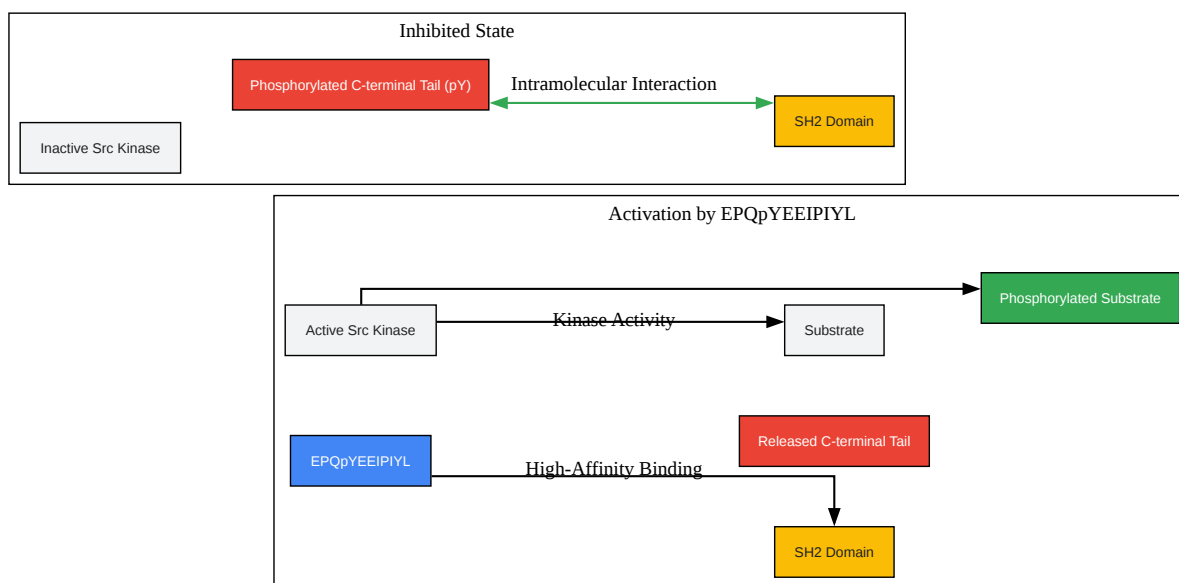 Inhibited State
Phosphorylated C-terminal Tail (pY)
Intramolecular Interaction
SH2 Domain
Inactive Src Kinase
Activation by EPQpYEEIPIYL
Phosphorylated Substrate
Active Src Kinase
Kinase Activity
Substrate
Released C-terminal Tail
EPQpYEEIPIYL
High-Affinity Binding
SH2 Domain